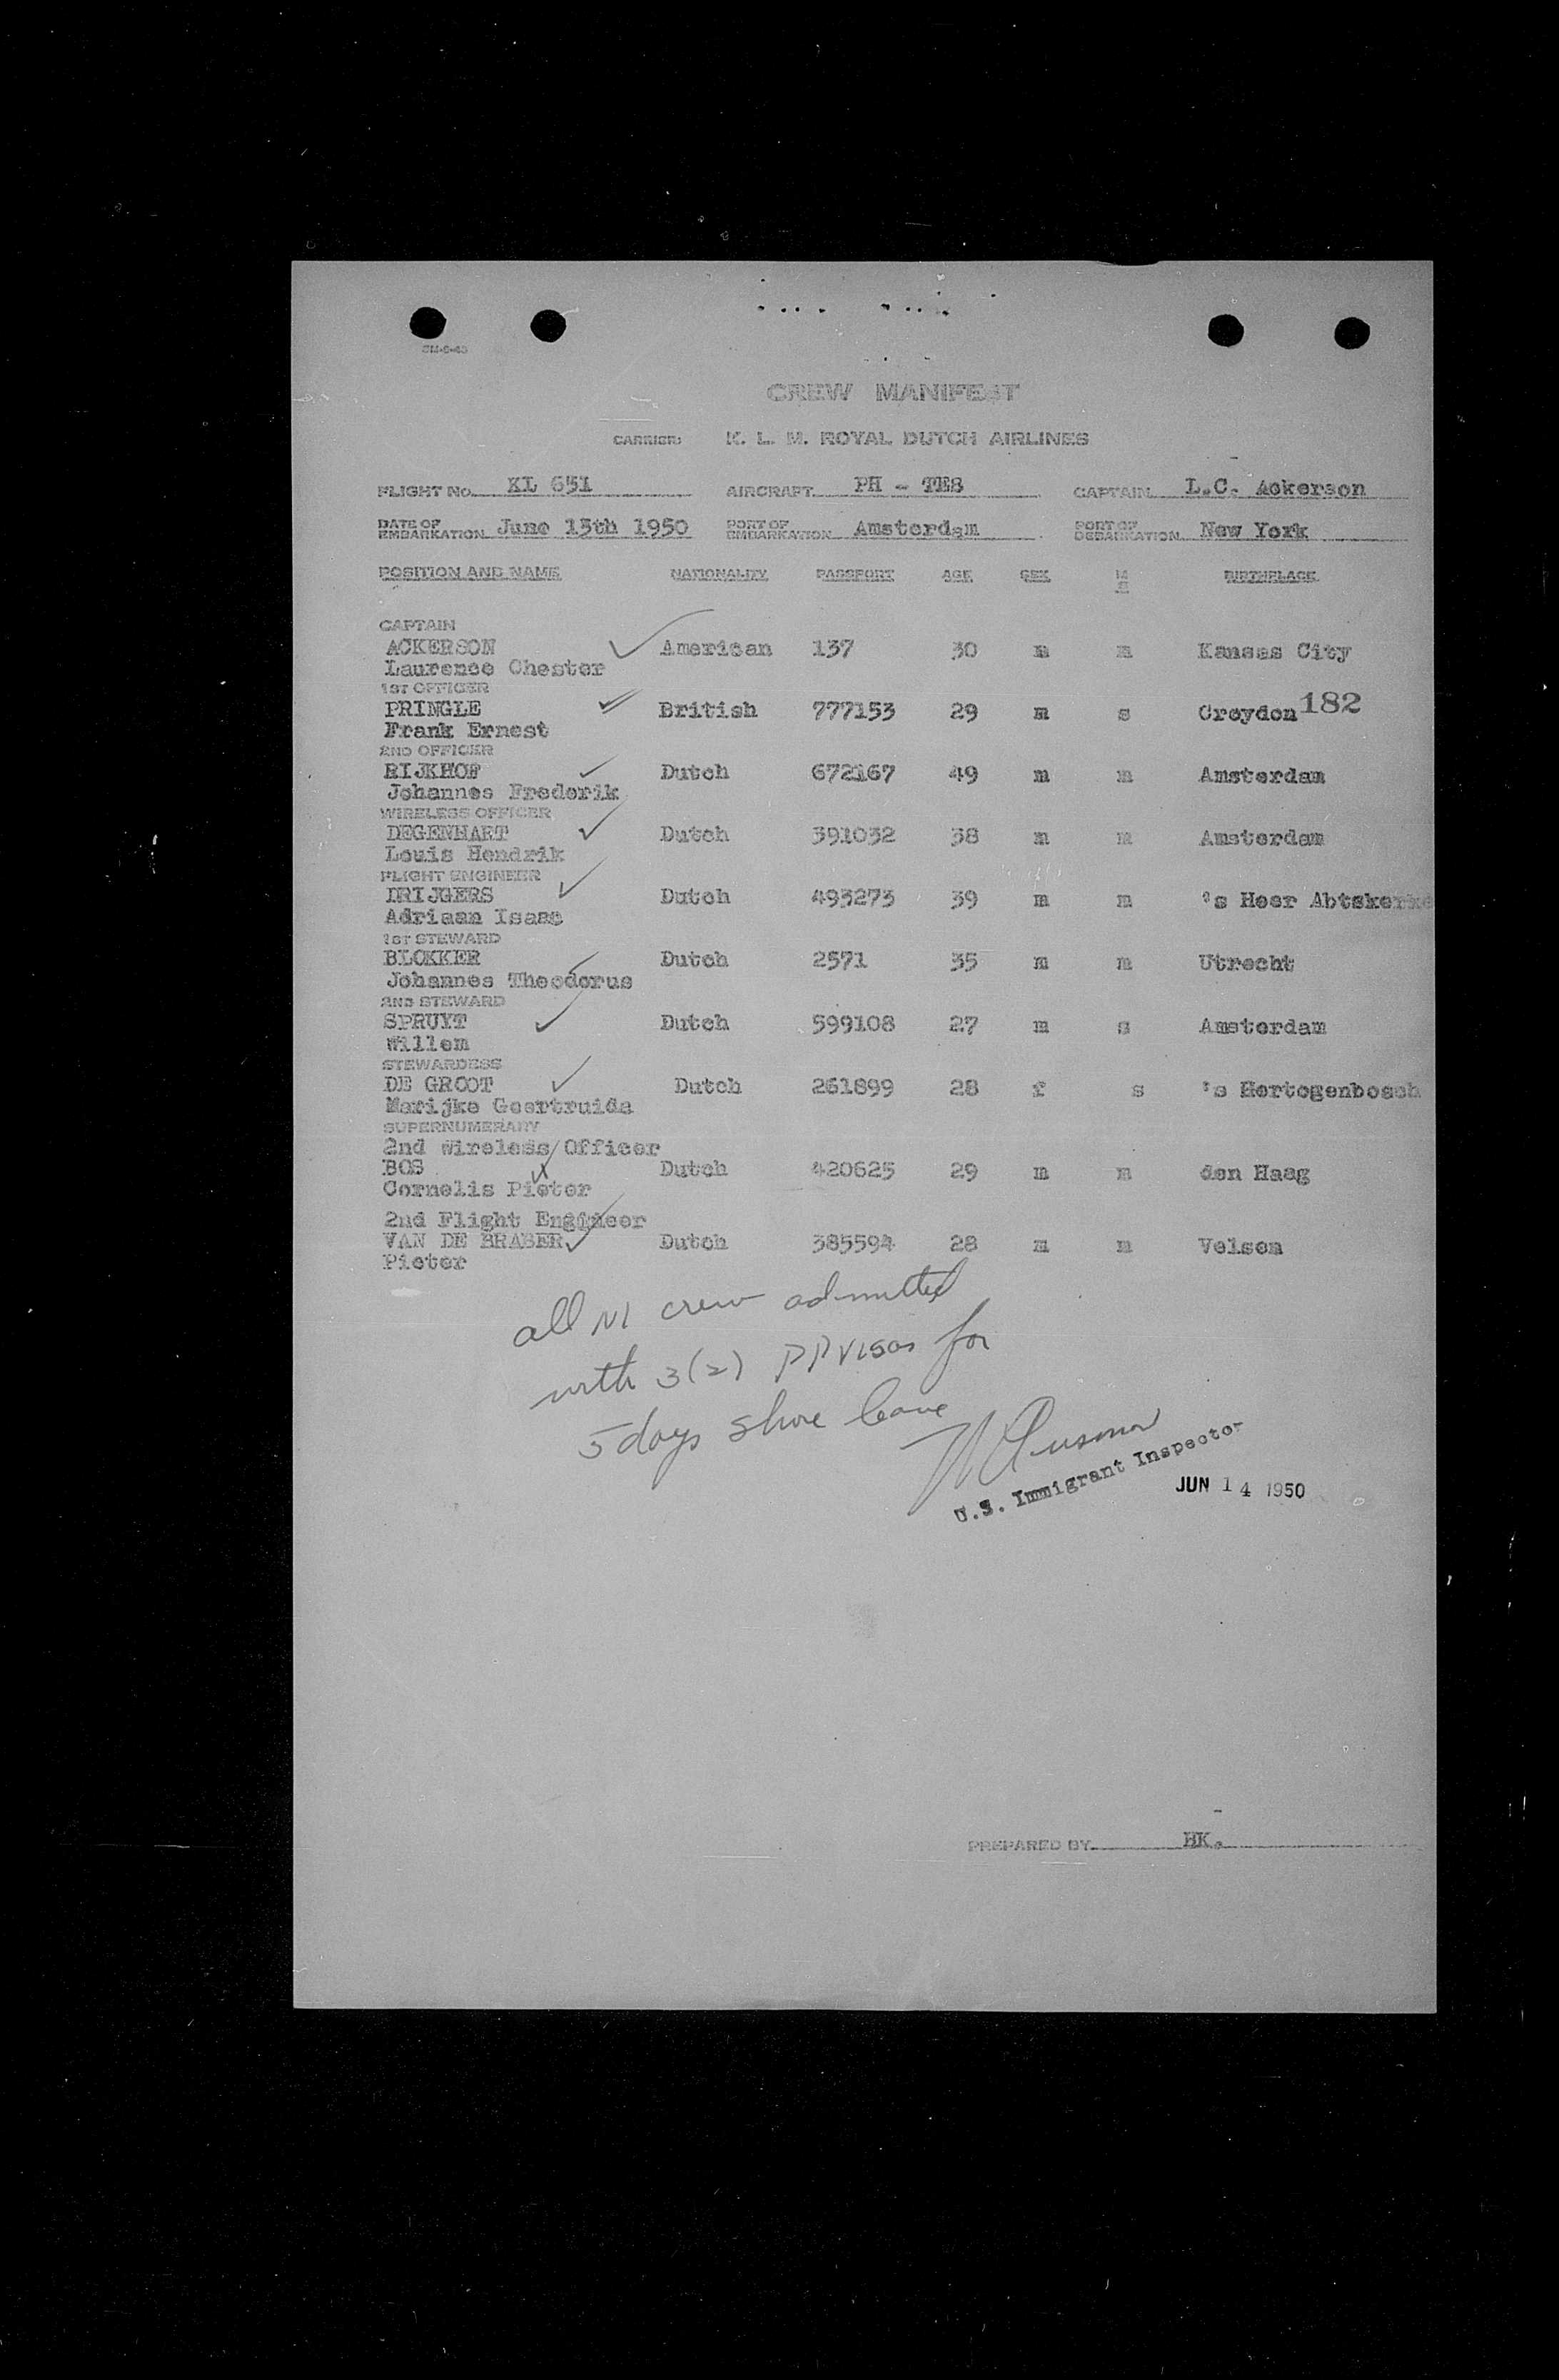 CREW MANIFEST
CARRIER: K. L. M. ROYAL DUTCH AIRLINES
FLIGHT No. KL 651 AIRCRAFT PH - TES CAPTAIN L.C. Ackerson
DATE OF EMBARKATION June 13th 1950 PORT OF EMBARKATION Amsterdam PORT OF DEBARKATION New York
POSITION AND NAME NATIONALITY PASSPORT AGE SEX M S BIRTHPLACE
CAPTAIN
ACKERSON American 137 30 m m Kansas City
Laurence Chester
1ST OFFICER
PRINGLE British 777153 29 m s Croydon 182
Frank Ernest
2ND OFFICER
RIJKHOF Dutch 672167 49 m m Amsterdam
Johannes Frederik
WIRELESS OFFICER
DEGENHART Dutch 391032 38 m m Amsterdam
Louis Hendrik
FLIGHT ENGINEER
DRIJGERS Dutch 493273 39 m m 's Heer Abtskerke
Adriaan Isaac
1ST STEWARD
BLOKKER Dutch 2571 35 m m Utrecht
Johannes Theodorus
2ND STEWARD
SPRUYT Dutch 599108 27 m s Amsterdam
Willem
STEWARDESS
DE GROOT Dutch 261899 28 f s 's Hertogenbosch
Marijke Geertruida
SUPERNUMERARY
2nd Wireless Officer
BOS Dutch 420625 29 m m den Haag
Cornelis Pieter
2nd Flight Engineer
VAN DE BRABER Dutch 385594 28 m m Velsen
Pieter
all NI crew admitted
with 3(2) PPVisas for
5 days shore leave
U.S. Immigrant Inspector
JUN 14 1950
PREPARED BY HK.